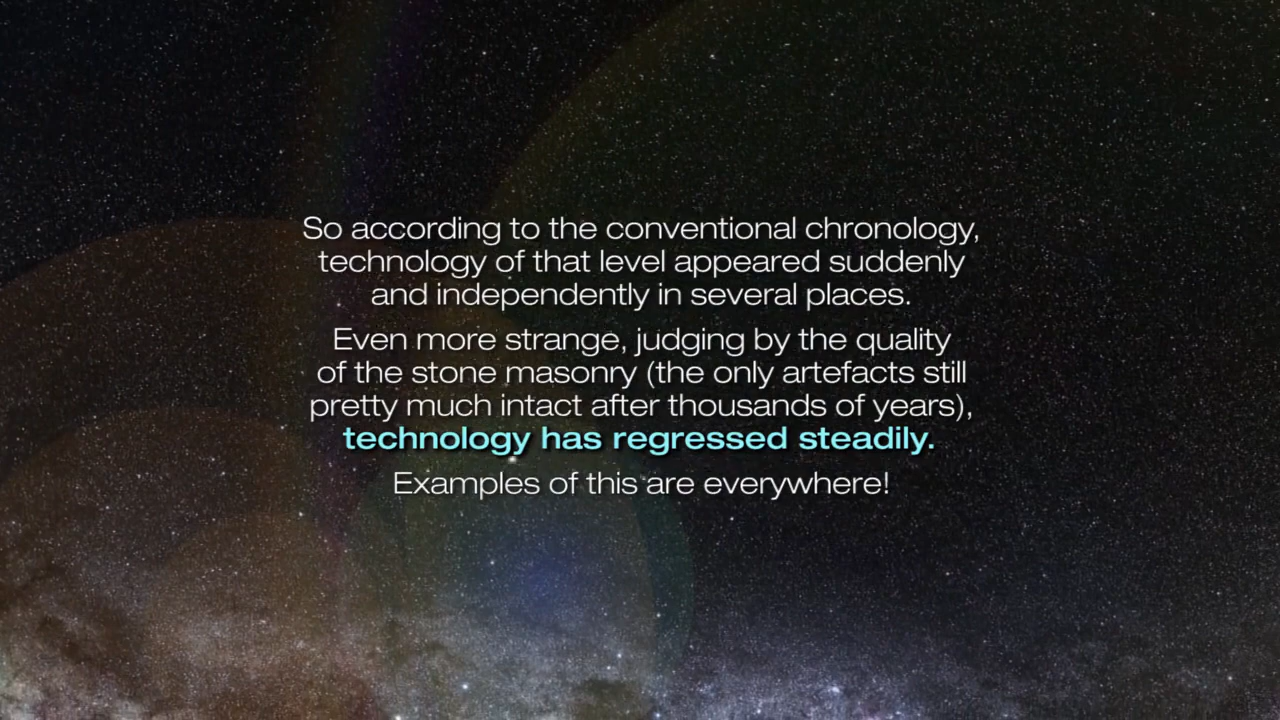 So according to the conventional chronology,
technology of that level appeared suddenly
and independently in several places.
Even more strange, judging by the quality
of the stone masonry (the only artefacts still
pretty much intact after thousands of years),
technology has regressed steadily.
Examples of this are everywhere!